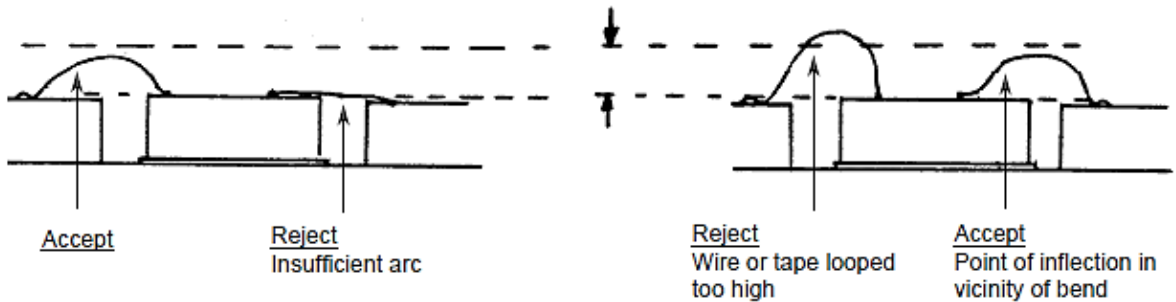 Accept
Reject
Insufficient arc
Reject
Wire or tape looped
too high
Accept
Point of inflection in
vicinity of bend